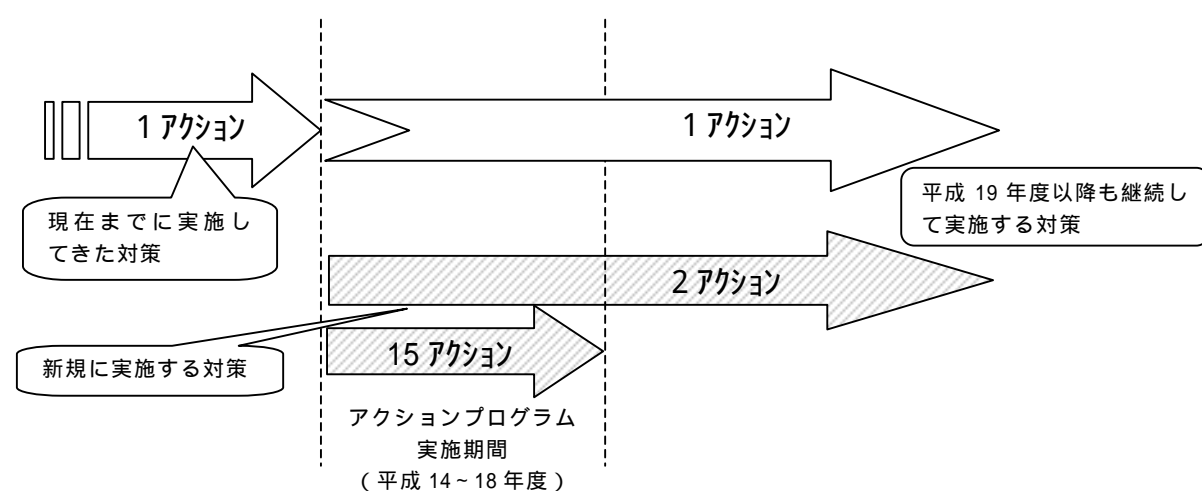 1 アクション
1 アクション
現在までに実施し
てきた対策
平成 19 年度以降も継続し
て実施する対策
2 アクション
15 アクション
新規に実施する対策
アクションプログラム
実施期間
（平成 14～18 年度）